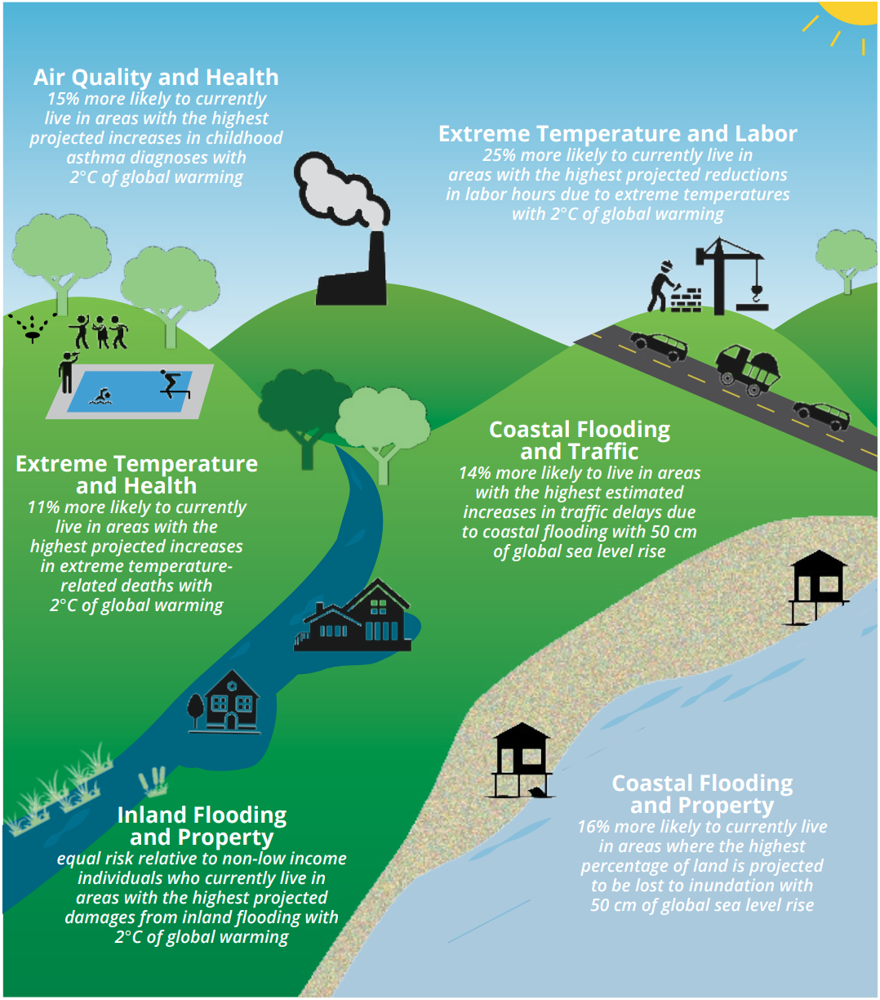 Air Quality and Health
15% more likely to currently
live in areas with the highest
projected increases in childhood
asthma diagnoses with
2°C of global warming
Extreme Temperature and Labor
25% more likely to currently live in
areas with the highest projected reductions
in labor hours due to extreme temperatures
with 2°C of global warming
Extreme Temperature
and Health
11% more likely to currently
live in areas with the
highest projected increases
in extreme temperature-
related deaths with
2°C of global warming
Coastal Flooding
and Traffic
14% more likely to live in areas
with the highest estimated
increases in traffic delays due
to coastal flooding with 50 cm
of global sea level rise
Inland Flooding
and Property
equal risk relative to non-low income
individuals who currently live in
areas with the highest projected
damages from inland flooding with
2°C of global warming
Coastal Flooding
and Property
16% more likely to currently live
in areas where the highest
percentage of land is projected
to be lost to inundation with
50 cm of global sea level rise